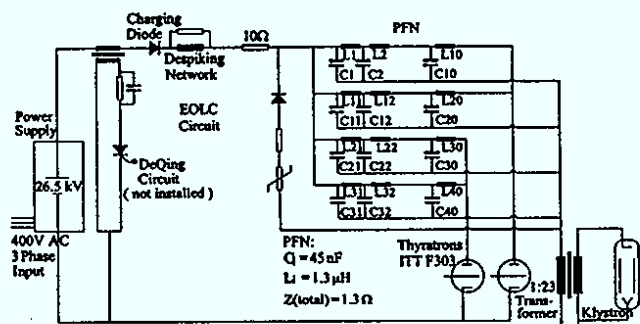 Charging
Diode
10Ω
PFN
Despiking
Network
EOLC
Circuit
Power
Supply
26.5 kV
DeQing
Circuit
( not installed )
400V AC
3 Phase
Input
L1 L2 L10
C1 C2 C10
L11 L12 L20
C11 C12 C20
L21 L22 L30
C21 C22 C30
L31 L32 L40
C31 C32 C40
PFN:
Ci = 45 nF
Li = 1.3 μH
Z(total) = 1.3 Ω
Thyratrons
ITT F303
1:23
Trans-
former
Klystron